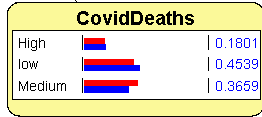 CovidDeaths
High 0.1801
low 0.4539
Medium 0.3659